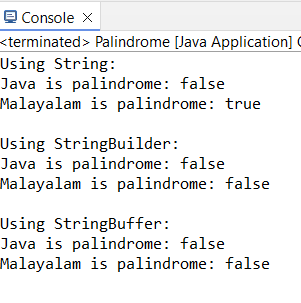 Console
<terminated> Palindrome [Java Application]
Using String:
Java is palindrome: false
Malayalam is palindrome: true
Using StringBuilder:
Java is palindrome: false
Malayalam is palindrome: false
Using StringBuffer:
Java is palindrome: false
Malayalam is palindrome: false